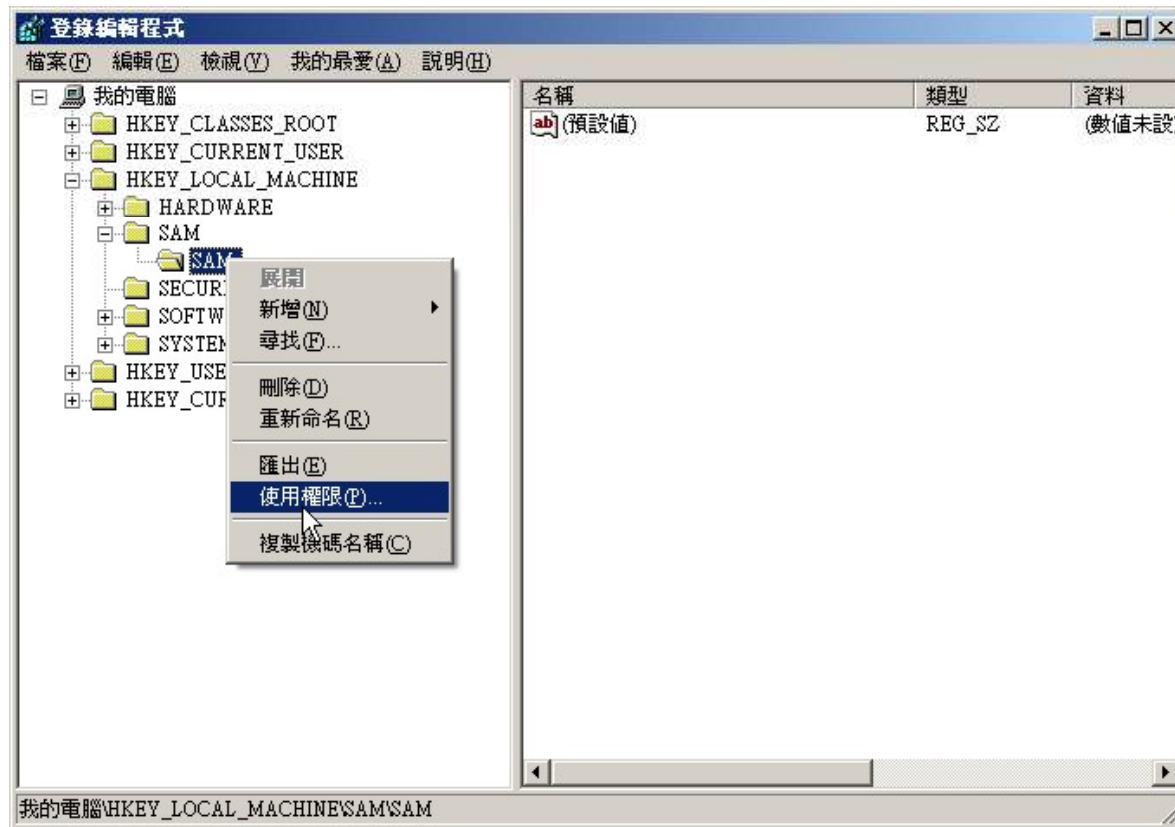 登錄編輯程式
檔案(F) 編輯(E) 檢視(V) 我的最愛(A) 說明(H)
我的電腦
HKEY_CLASSES_ROOT
HKEY_CURRENT_USER
HKEY_LOCAL_MACHINE
HARDWARE
SAM
SAM
SECUR
SOFTW
SYSTEM
HKEY_USE
HKEY_CUR
展開
新增(N)
尋找(F)...
刪除(D)
重新命名(R)
匯出(E)
使用權限(P)...
複製機碼名稱(C)
名稱 類型 資料
(預設值) REG_SZ (數值未設
我的電腦\HKEY_LOCAL_MACHINE\SAM\SAM